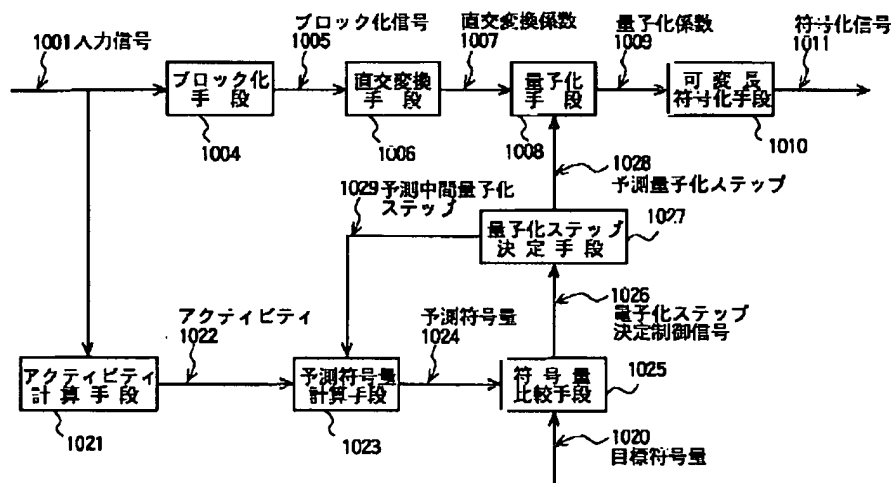 1001入力信号
ブロック化信号
1005
直交変換係数
1007
量子化係数
1009
符号化信号
1011
ブロック化
手段
1004
直交変換
手段
1006
量子化
手段
1008
可変長
符号化手段
1010
1028
予測量子化ステップ
1029予測中間量子化
ステップ
量子化ステップ
決定手段
1027
1026
電子化ステップ
決定制御信号
アクティビティ
1022
予測符号量
1024
アクティビティ
計算手段
1021
予測符号量
計算手段
1023
符号量
比較手段
1025
1020
目標符号量